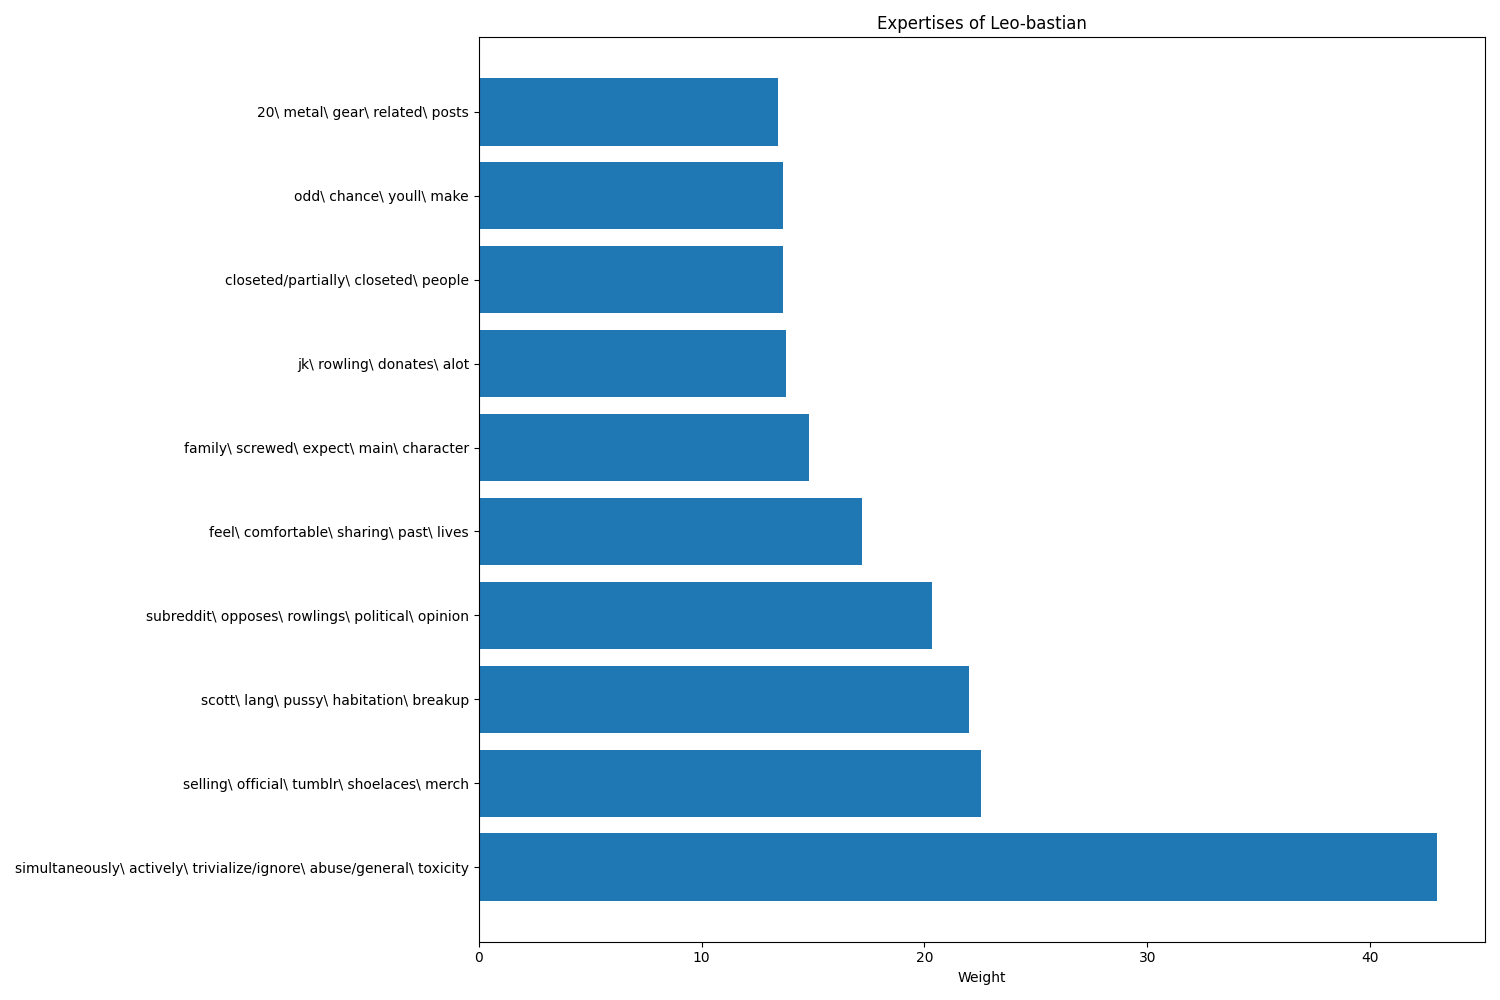 Expertises of Leo-bastian
20\ metal\ gear\ related\ posts
odd\ chance\ youll\ make
closeted/partially\ closeted\ people
jk\ rowling\ donates\ alot
family\ screwed\ expect\ main\ character
feel\ comfortable\ sharing\ past\ lives
subreddit\ opposes\ rowlings\ political\ opinion
scott\ lang\ pussy\ habitation\ breakup
selling\ official\ tumblr\ shoelaces\ merch
simultaneously\ actively\ trivialize/ignore\ abuse/general\ toxicity
0 10 20 30 40
Weight